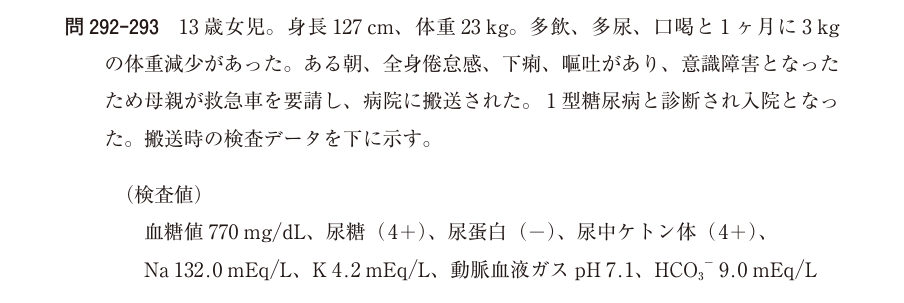 問 292-293 13 歳女児。身長 127 cm、体重 23 kg。多飲、多尿、口喝と 1 ヶ月に 3 kg
の体重減少があった。ある朝、全身倦怠感、下痢、嘔吐があり、意識障害となった
ため母親が救急車を要請し、病院に搬送された。1 型糖尿病と診断され入院となっ
た。搬送時の検査データを下に示す。
（検査値）
血糖値 770 mg/dL、尿糖（4+）、尿蛋白（−）、尿中ケトン体（4+）、
Na 132.0 mEq/L、K 4.2 mEq/L、動脈血液ガス pH 7.1、HCO₃⁻ 9.0 mEq/L